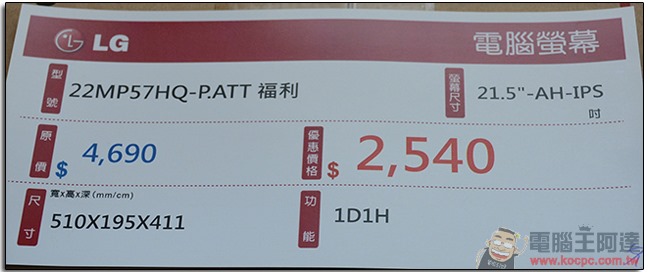 LG 電腦螢幕
型號 22MP57HQ-P.ATT 福利 螢幕尺寸 21.5"-AH-IPS
吋
原價 $ 4,690 優惠價格 $ 2,540
尺寸 寬x高x深(mm/cm) 功能
510X195X411 1D1H
電腦王阿達
http://www.kocpc.com.tw